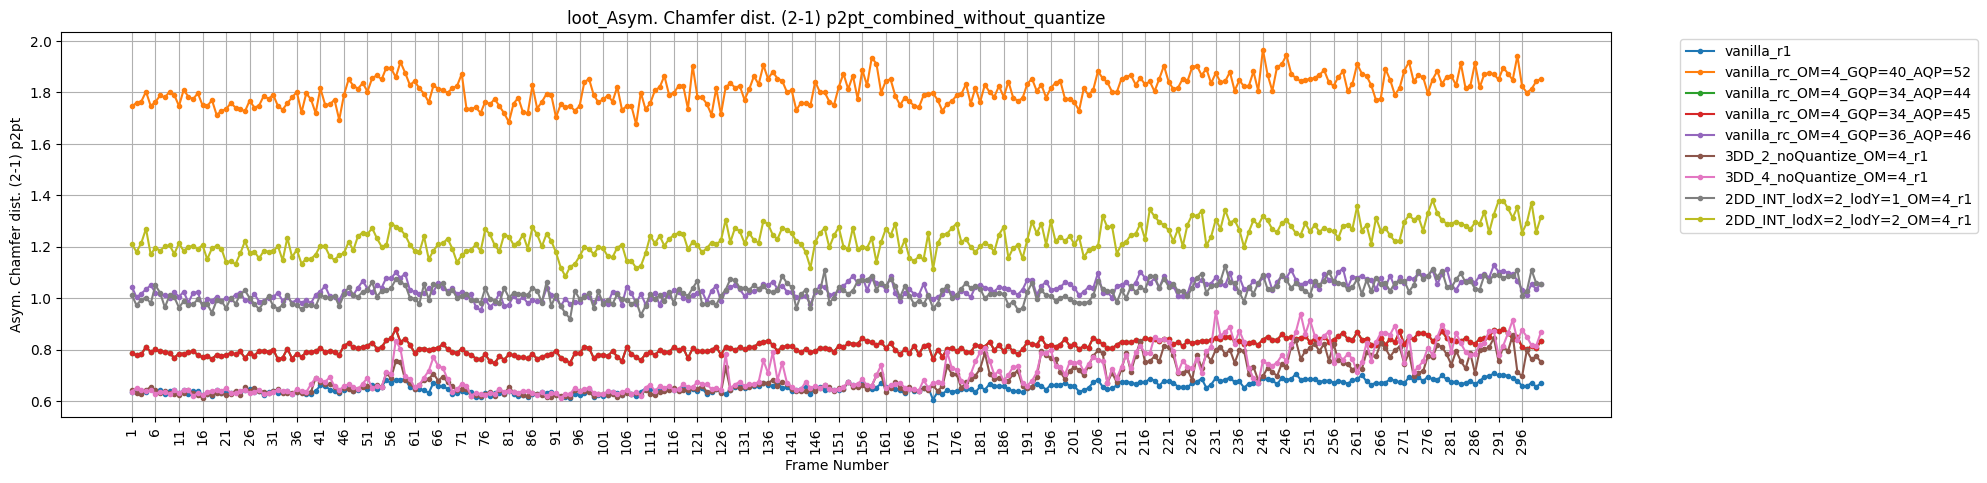 loot_Asym. Chamfer dist. (2-1) p2pt_combined_without_quantize
Asym. Chamfer dist. (2-1) p2pt
2.0
1.8
1.6
1.4
1.2
1.0
0.8
0.6
1 6 11 16 21 26 31 36 41 46 51 56 61 66 71 76 81 86 91 96 101 106 111 116 121 126 131 136 141 146 151 156 161 166 171 176 181 186 191 196 201 206 211 216 221 226 231 236 241 246 251 256 261 266 271 276 281 286 291 296
Frame Number
vanilla_r1
vanilla_rc_OM=4_GQP=40_AQP=52
vanilla_rc_OM=4_GQP=34_AQP=44
vanilla_rc_OM=4_GQP=34_AQP=45
vanilla_rc_OM=4_GQP=36_AQP=46
3DD_2_noQuantize_OM=4_r1
3DD_4_noQuantize_OM=4_r1
2DD_INT_lodX=2_lodY=1_OM=4_r1
2DD_INT_lodX=2_lodY=2_OM=4_r1